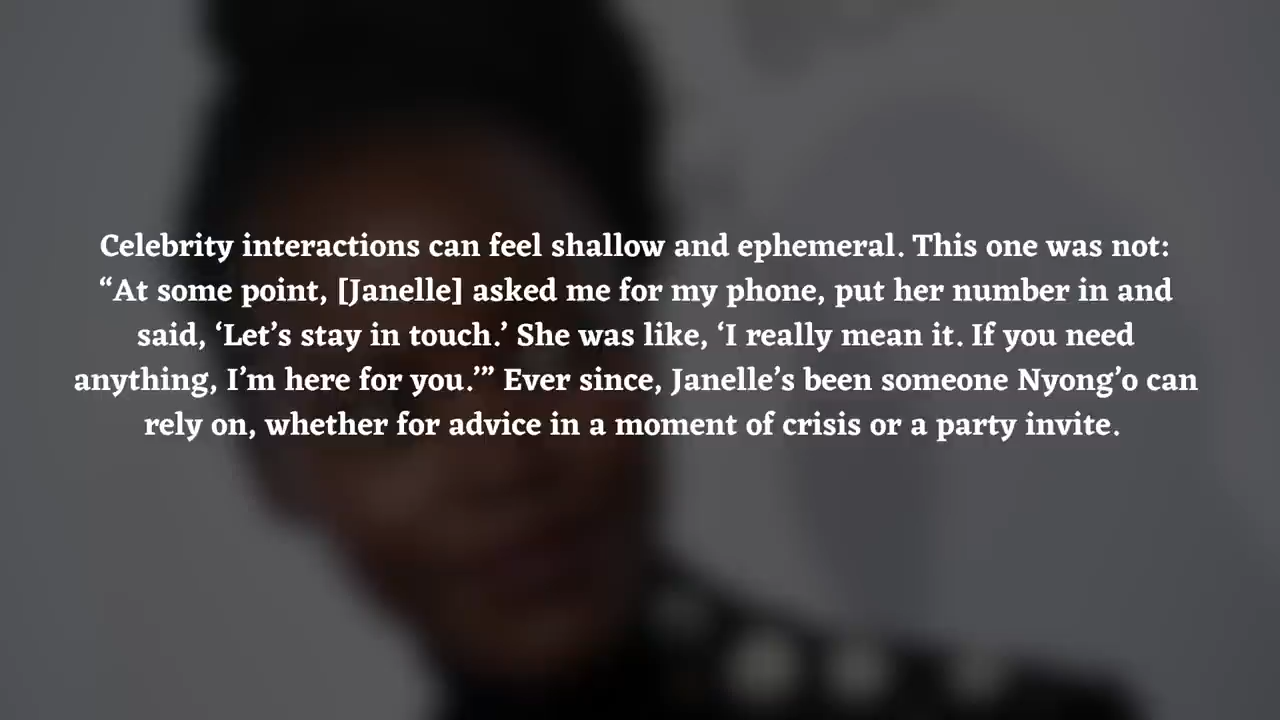 Celebrity interactions can feel shallow and ephemeral. This one was not:
“At some point, [Janelle] asked me for my phone, put her number in and
said, ‘Let’s stay in touch.’ She was like, ‘I really mean it. If you need
anything, I’m here for you.’” Ever since, Janelle’s been someone Nyong’o can
rely on, whether for advice in a moment of crisis or a party invite.